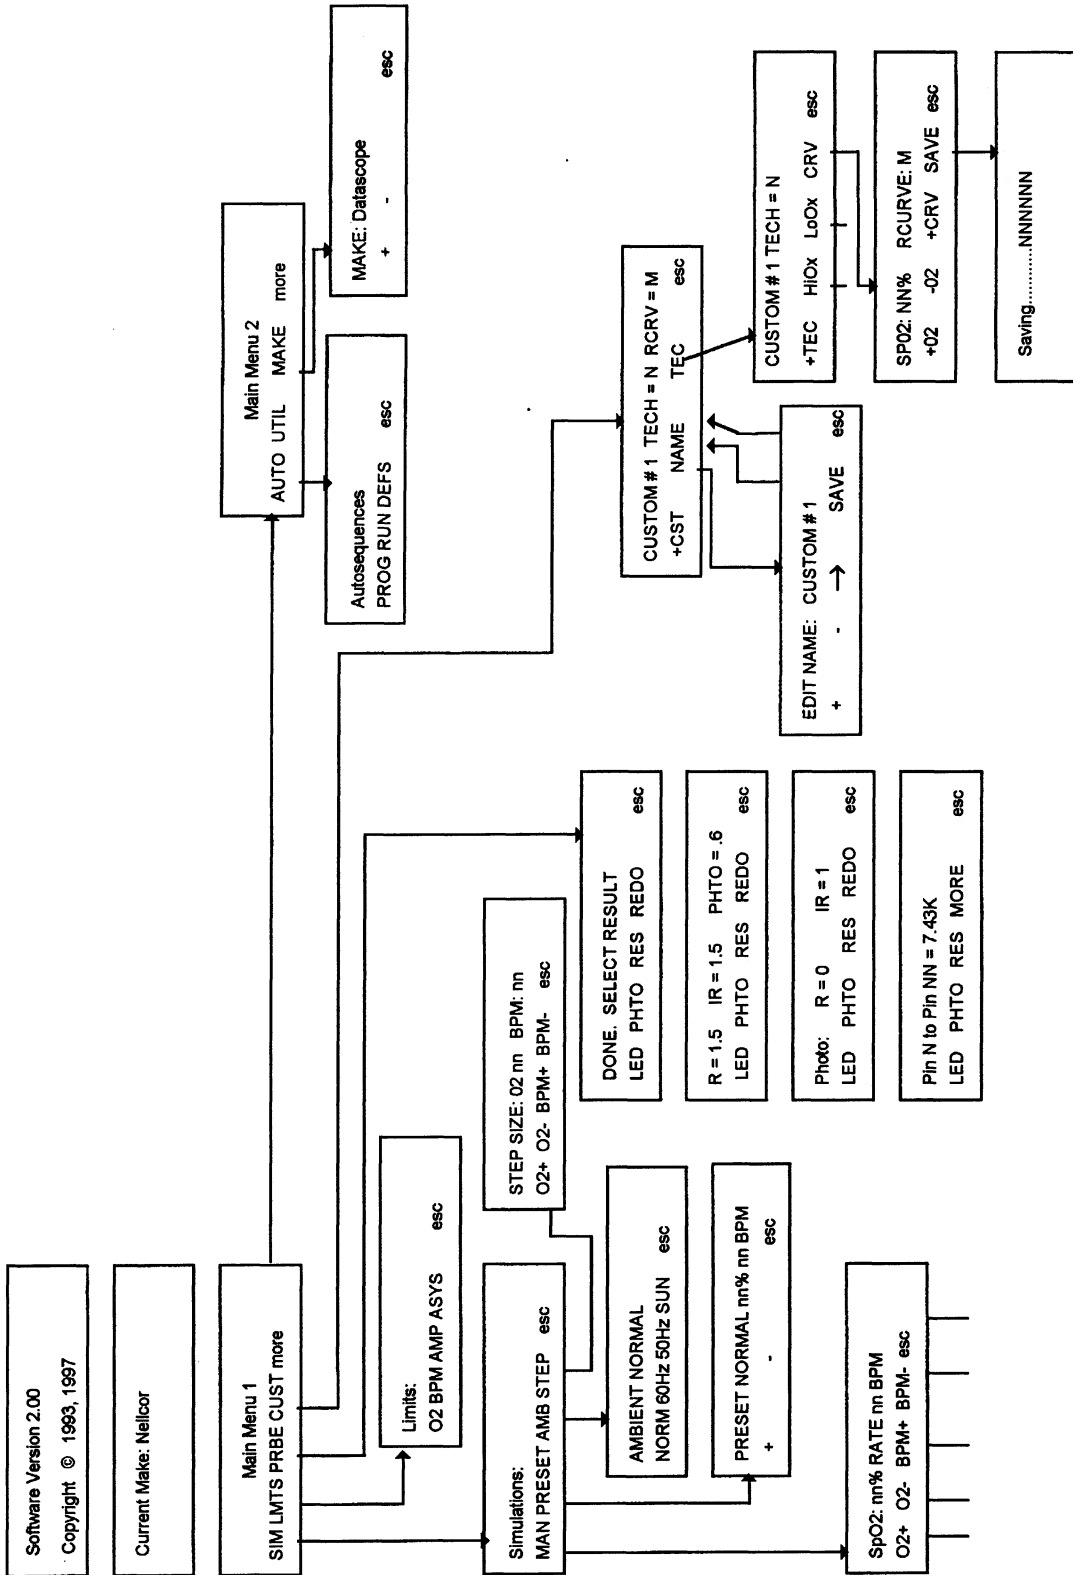 Software Version 2.00
Copyright © 1993, 1997
Current Make: Nellcor
Main Menu 1
SIM LMTS PRBE CUST more
Limits:
O2 BPM AMP ASYS esc
Simulations:
MAN PRESET AMB STEP esc
STEP SIZE: 02 nn BPM: nn
O2+ O2- BPM+ BPM- esc
AMBIENT NORMAL
NORM 60Hz 50Hz SUN esc
PRESET NORMAL nn% nn BPM
+ - esc
SpO2: nn% RATE nn BPM
O2+ O2- BPM+ BPM- esc
DONE. SELECT RESULT
LED PHTO RES REDO esc
R = 1.5 IR = 1.5 PHTO = .6
LED PHTO RES REDO esc
Photo: R = 0 IR = 1
LED PHTO RES REDO esc
Pin N to Pin NN = 7.43K
LED PHTO RES MORE esc
Main Menu 2
AUTO UTIL MAKE more
Autosequences
PROG RUN DEFS esc
MAKE: Datascope
+ - esc
CUSTOM # 1 TECH = N RCRV = M
+CST NAME TEC esc
EDIT NAME: CUSTOM # 1
+ - → SAVE esc
CUSTOM # 1 TECH = N
+TEC HiOx LoOx CRV esc
SP02: NN% RCURVE: M
+02 -02 +CRV SAVE esc
Saving..........NNNNNN